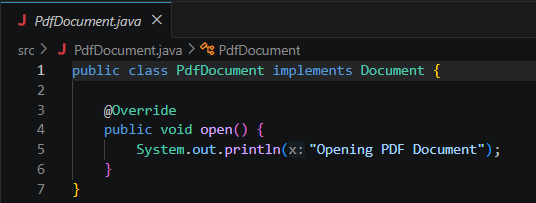 J PdfDocument.java ×
src > J PdfDocument.java > PdfDocument
1 public class PdfDocument implements Document {
2
3     @Override
4     public void open() {
5         System.out.println(x: "Opening PDF Document");
6     }
7 }